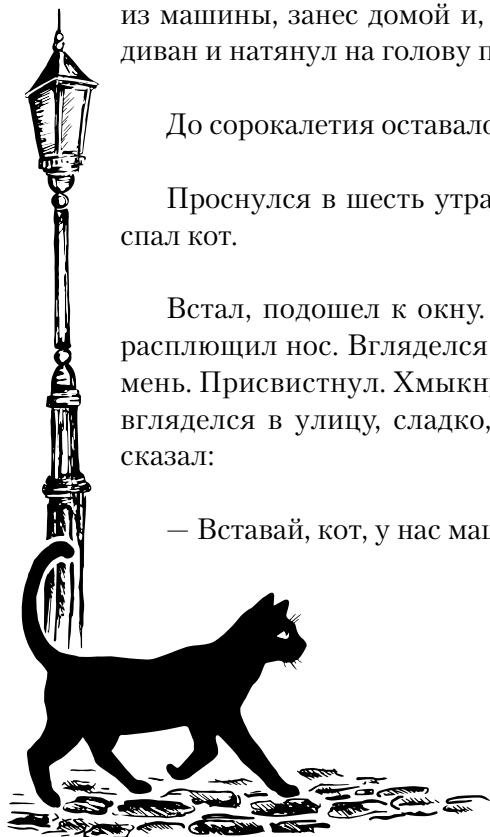 из машины, занес домой и,
диван и натянул на голову п
До сорокалетия оставало
Проснулся в шесть утра
спал кот.
Встал, подошел к окну.
расплющил нос. Вгляделся
мень. Присвистнул. Хмыкн
вгляделся в улицу, сладко,
сказал:
— Вставай, кот, у нас маш